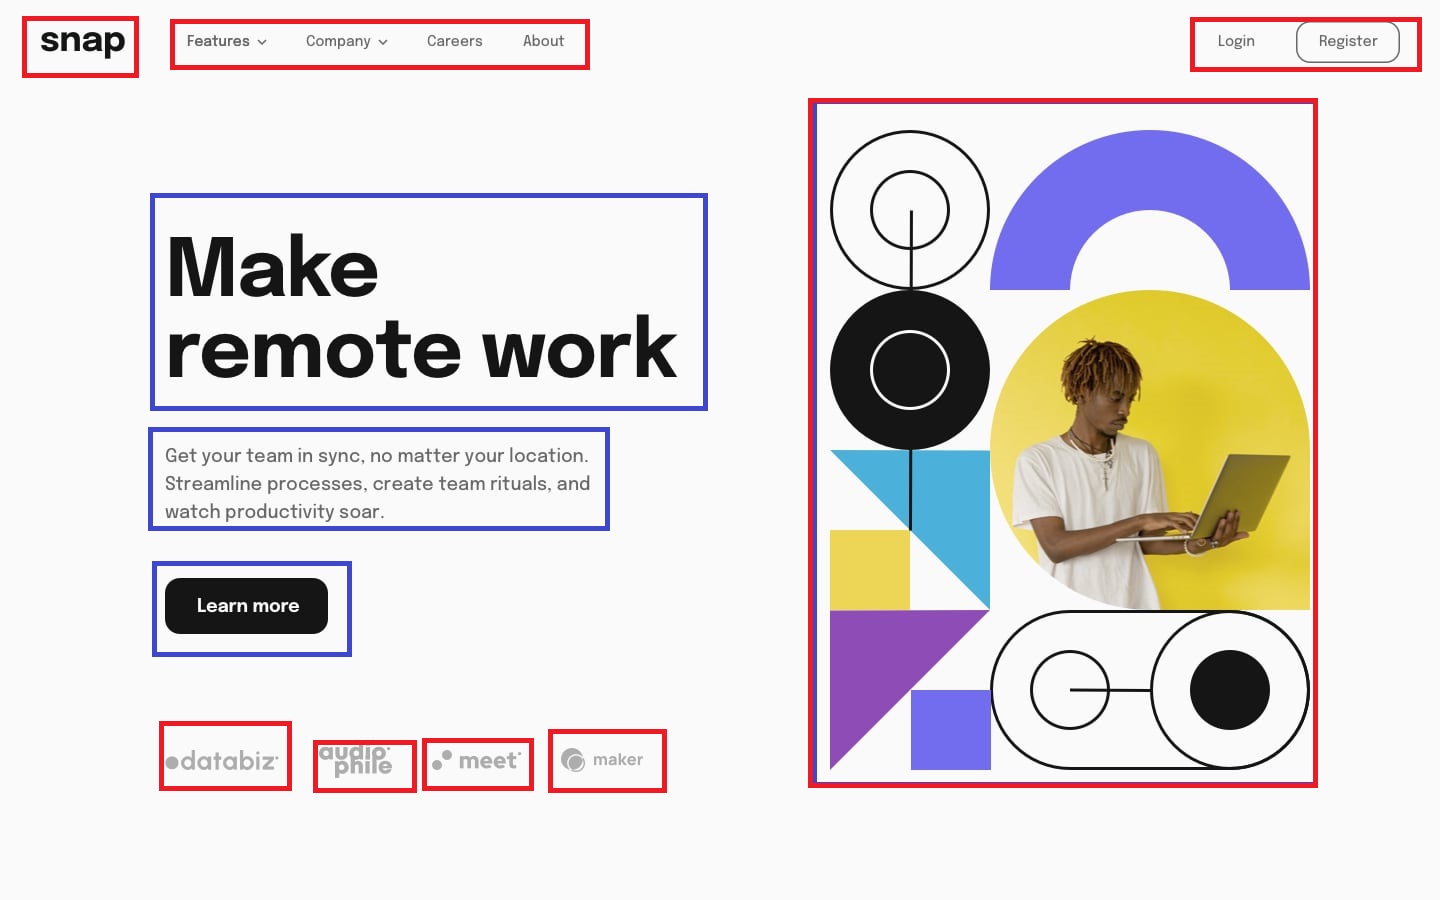 snap
Features
Company
Careers
About
Login
Register
Make
remote work
Get your team in sync, no matter your location.
Streamline processes, create team rituals, and
watch productivity soar.
Learn more
databiz
audio
phile
meet
maker